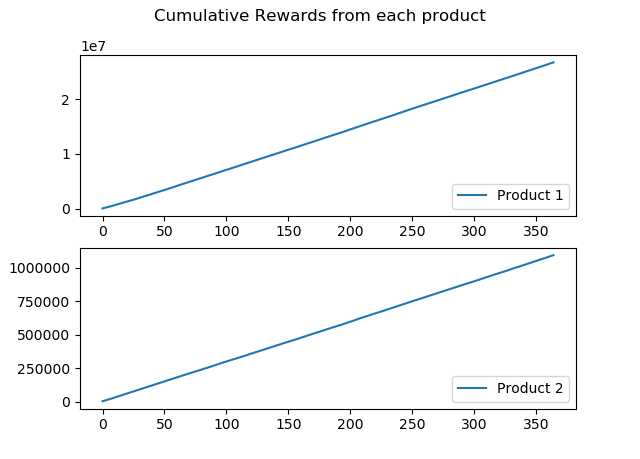 Cumulative Rewards from each product
1e7
2
1
0
Product 1
0 50 100 150 200 250 300 350
1000000
750000
500000
250000
0
Product 2
0 50 100 150 200 250 300 350